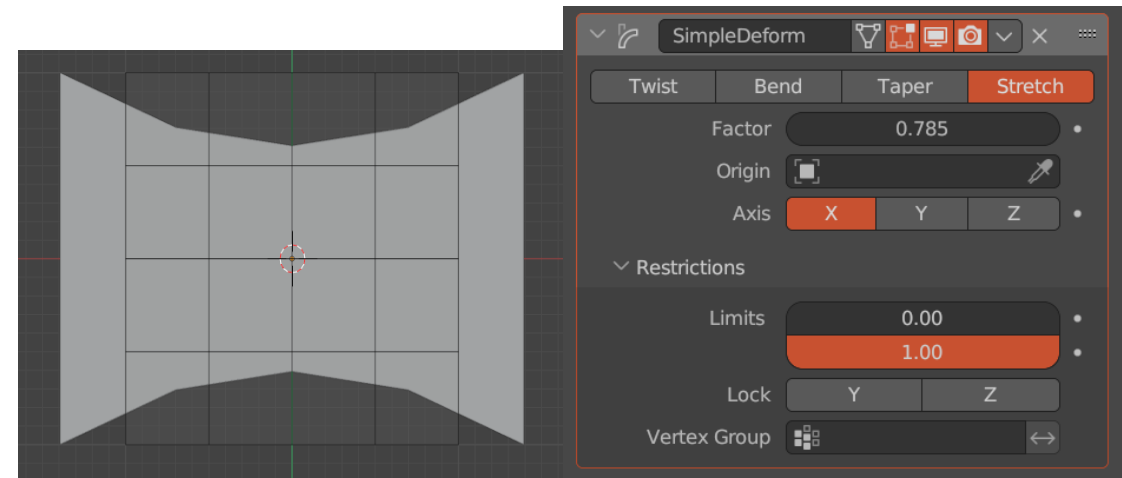 SimpleDeform
Twist Bend Taper Stretch
Factor 0.785
Origin
Axis X Y Z
Restrictions
Limits 0.00
1.00
Lock Y Z
Vertex Group